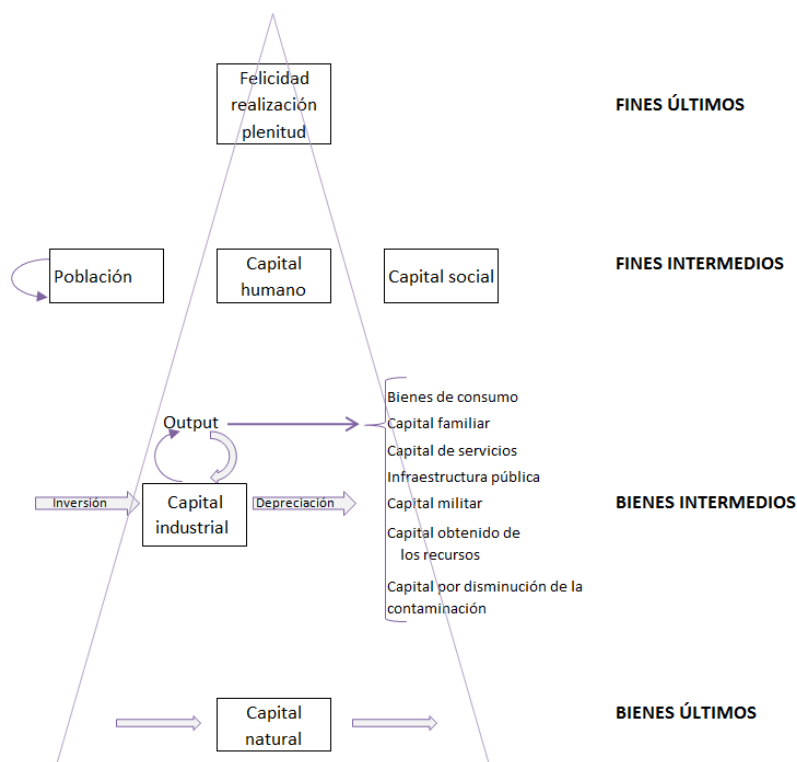 Felicidad
realización
plenitud
FINES ÚLTIMOS
Población
Capital
humano
Capital social
FINES INTERMEDIOS
Output
Bienes de consumo
Capital familiar
Capital de servicios
Infraestructura pública
Capital militar
Capital obtenido de
los recursos
Capital por disminución de la
contaminación
Inversión
Capital
industrial
Depreciación
BIENES INTERMEDIOS
Capital
natural
BIENES ÚLTIMOS